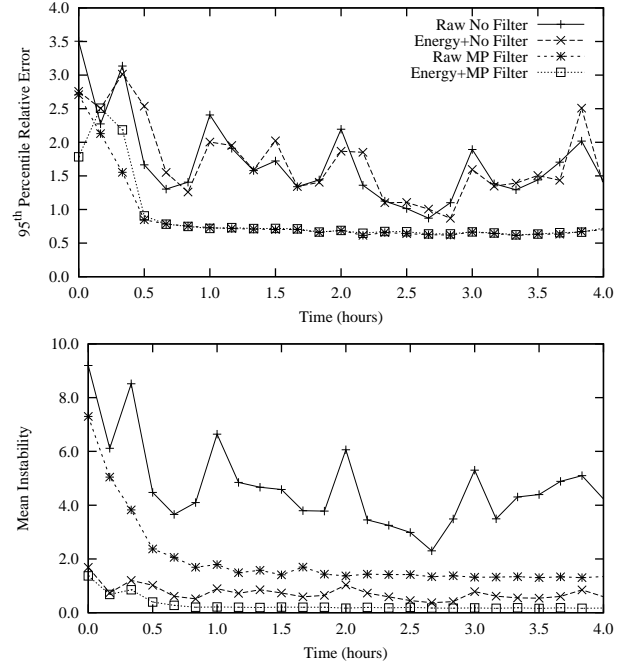 4.0
3.5
3.0
2.5
2.0
1.5
1.0
0.5
0.0
95th Percentile Relative Error
Raw No Filter
Energy+No Filter
Raw MP Filter
Energy+MP Filter
0.0 0.5 1.0 1.5 2.0 2.5 3.0 3.5 4.0
Time (hours)
10.0
8.0
6.0
4.0
2.0
0.0
Mean Instability
0.0 0.5 1.0 1.5 2.0 2.5 3.0 3.5 4.0
Time (hours)